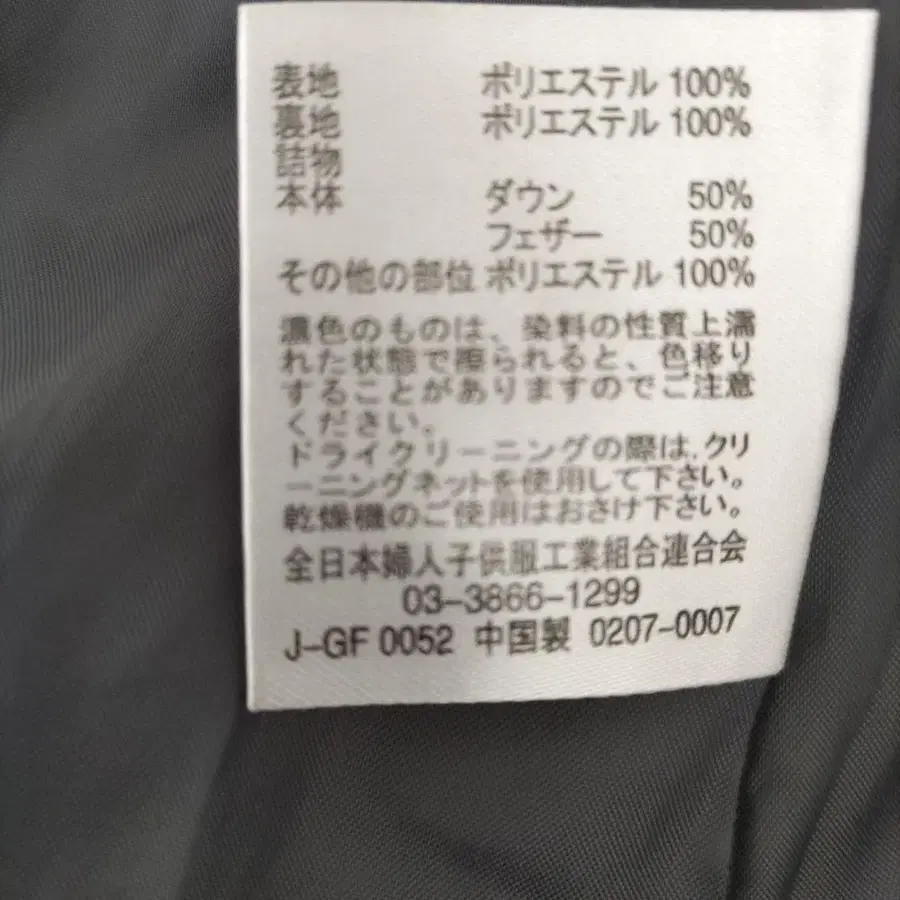 表地 ポリエステル 100%
裏地 ポリエステル 100%
詰物
本体 ダウン 50%
フェザー 50%
その他の部位 ポリエステル 100%
濃色のものは、染料の性質上濡
れた状態で擦られると、色移り
することがありますのでご注意
ください。
ドライクリーニングの際は、クリ
ーニングネットを使用して下さい。
乾燥機のご使用はおさけ下さい。
全日本婦人子供服工業組合連合会
03-3866-1299
J-GF 0052 中国製 0207-0007